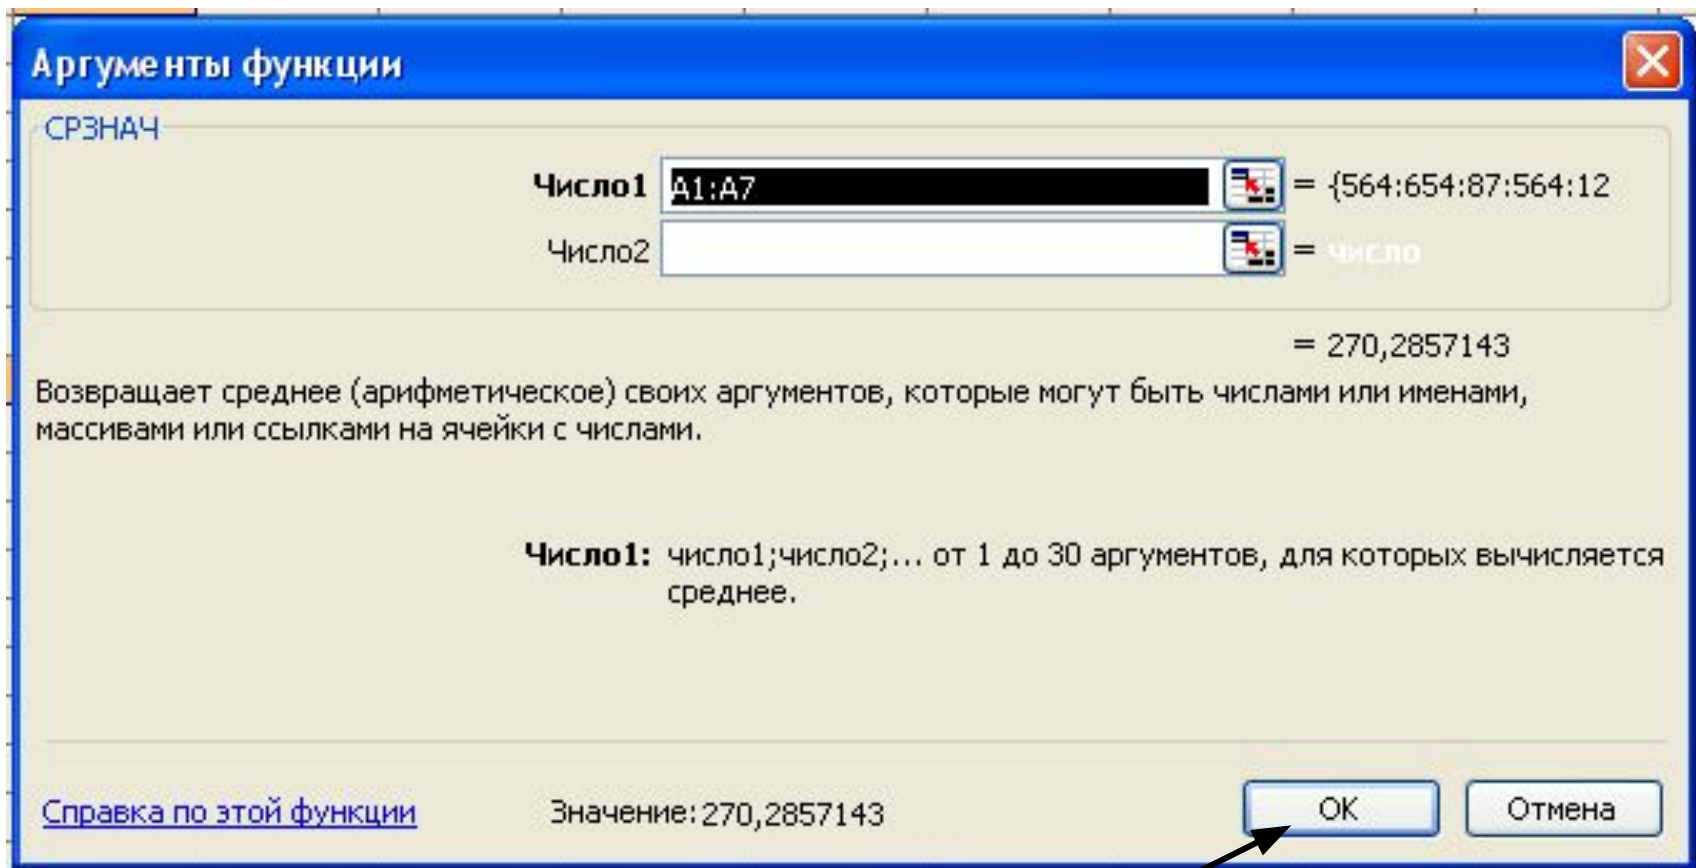 Аргументы функции
СРЗНАЧ
Число1 A1:A7 = {564:654:87:564:12
Число2 = число
= 270,2857143
Возвращает среднее (арифметическое) своих аргументов, которые могут быть числами или именами,
массивами или ссылками на ячейки с числами.
Число1: число1;число2;... от 1 до 30 аргументов, для которых вычисляется
среднее.
Справка по этой функции Значение:270,2857143 ОК Отмена